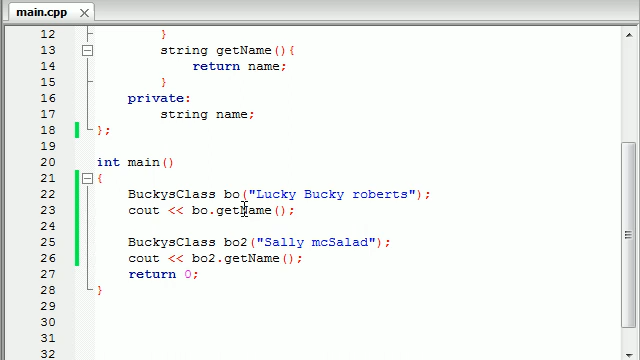 main.cpp
12 }
13 string getName(){
14 return name;
15 }
16 private:
17 string name;
18 };
19
20 int main()
21 {
22 BuckysClass bo("Lucky Bucky roberts");
23 cout << bo.getName();
24
25 BuckysClass bo2("Sally mcSalad");
26 cout << bo2.getName();
27 return 0;
28 }
29
30
31
32